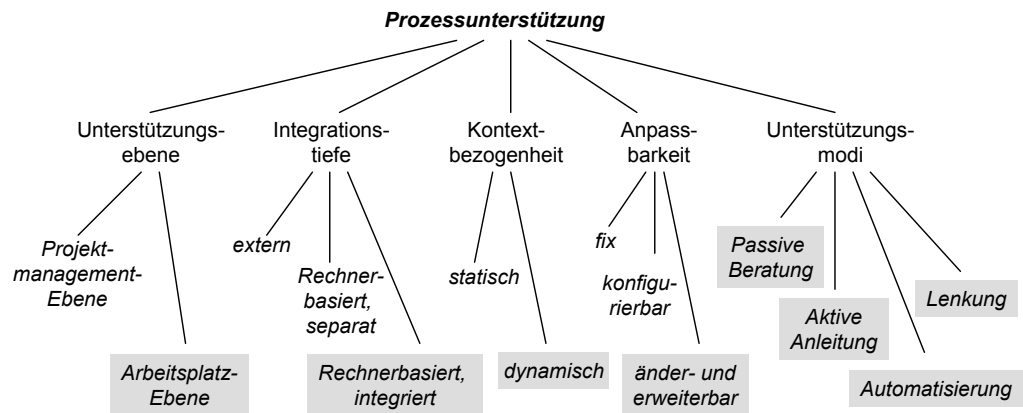 Prozessunterstützung
Unterstützungs-
ebene
Integrations-
tiefe
Kontext-
bezogenheit
Anpass-
barkeit
Unterstützungs-
modi
Projekt-
management-
Ebene
Arbeitsplatz-
Ebene
extern
Rechner-
basiert,
separat
Rechnerbasiert,
integriert
statisch
dynamisch
fix
konfigu-
rierbar
änder- und
erweiterbar
Passive
Beratung
Aktive
Anleitung
Automatisierung
Lenkung